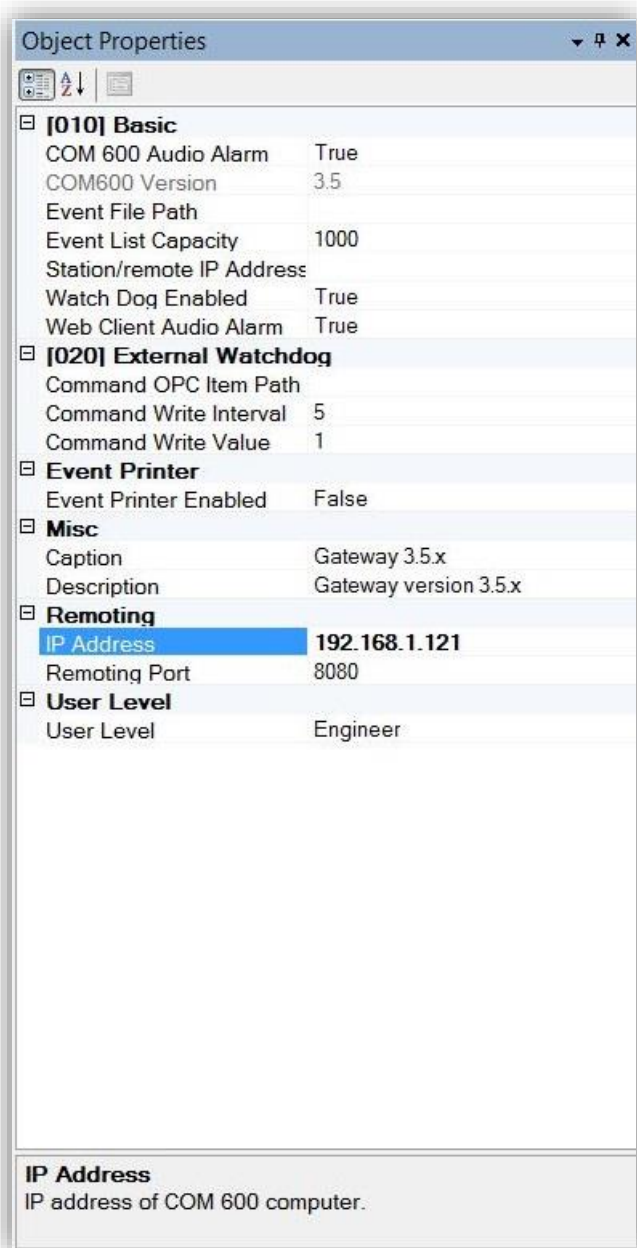 Object Properties
[010] Basic
COM 600 Audio Alarm True
COM600 Version 3.5
Event File Path
Event List Capacity 1000
Station/remote IP Address
Watch Dog Enabled True
Web Client Audio Alarm True
[020] External Watchdog
Command OPC Item Path
Command Write Interval 5
Command Write Value 1
Event Printer
Event Printer Enabled False
Misc
Caption Gateway 3.5.x
Description Gateway version 3.5.x
Remoting
IP Address 192.168.1.121
Remoting Port 8080
User Level
User Level Engineer
IP Address
IP address of COM 600 computer.